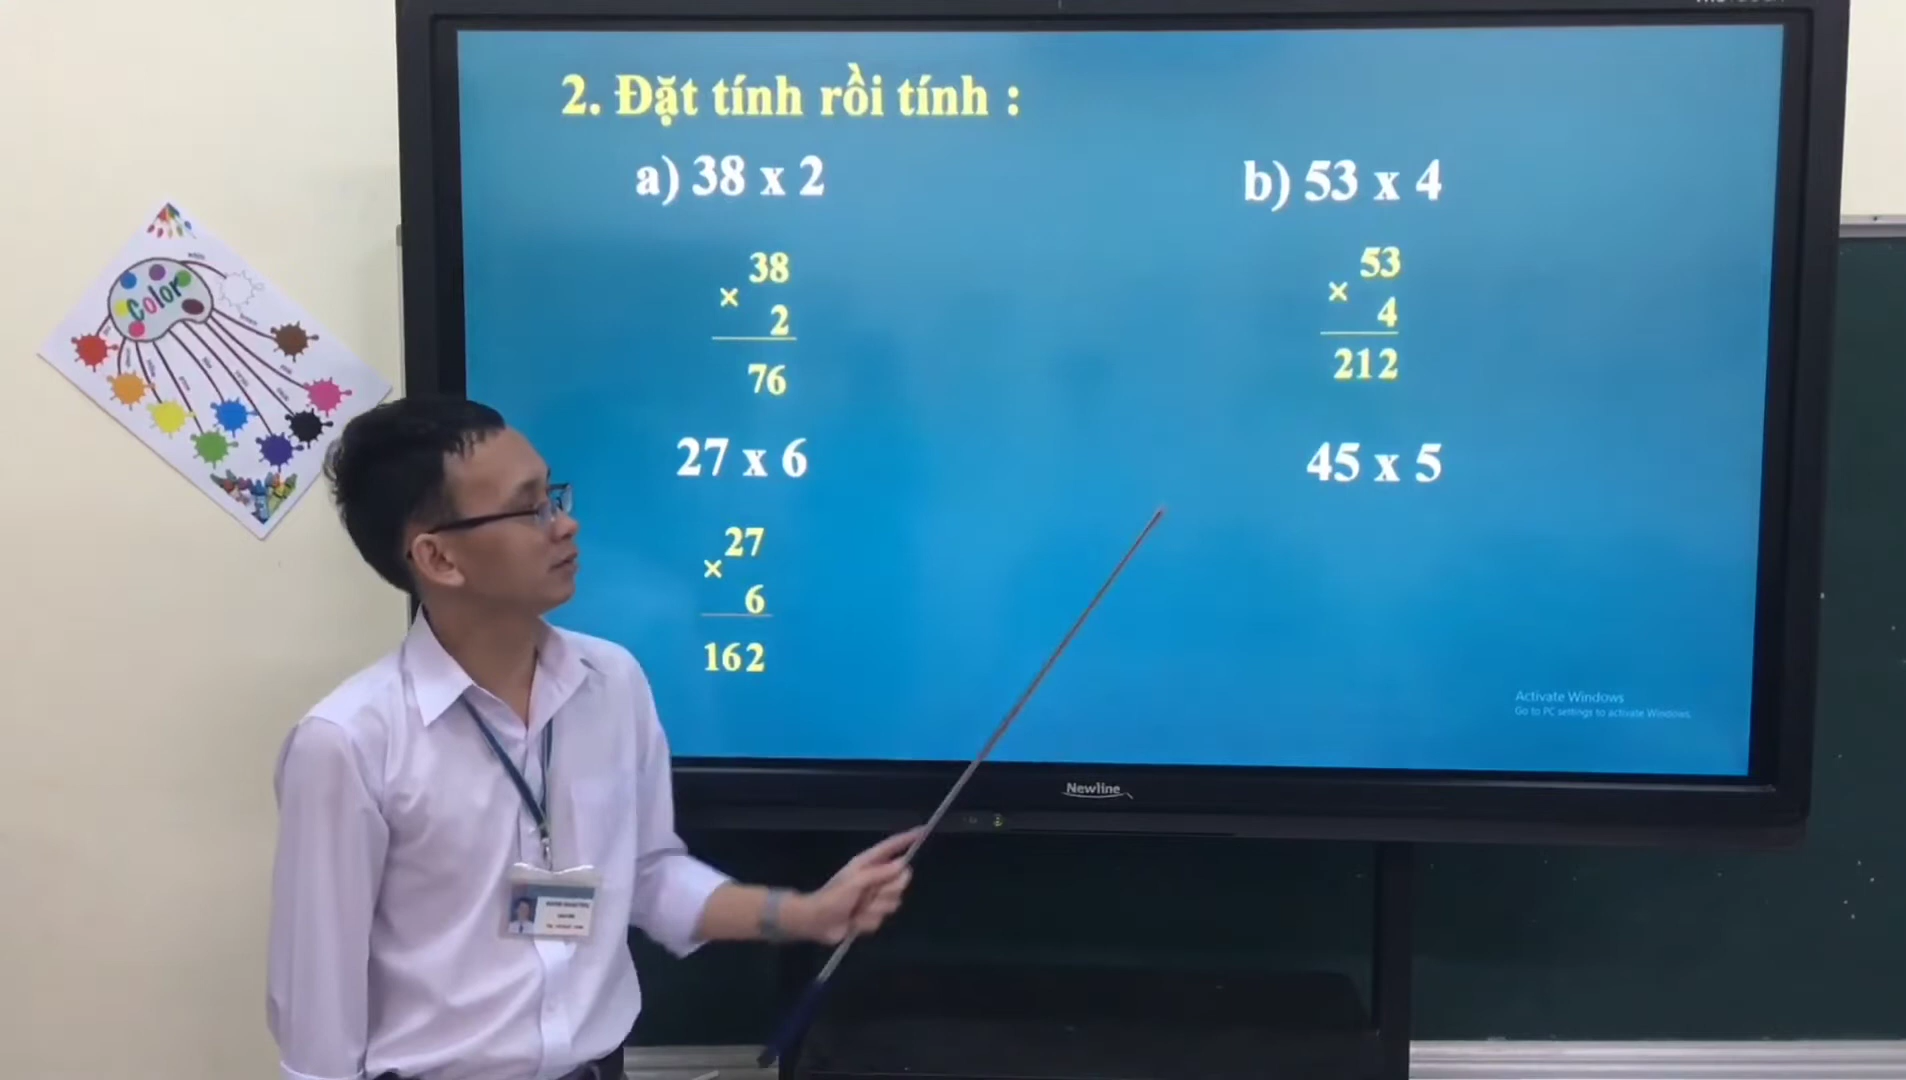 2. Đặt tính rồi tính :
a) 38 x 2
38
× 2
76
27 x 6
27
× 6
162
b) 53 x 4
53
× 4
212
45 x 5
Activate Windows
Go to PC settings to activate Windows.
Newline
Color